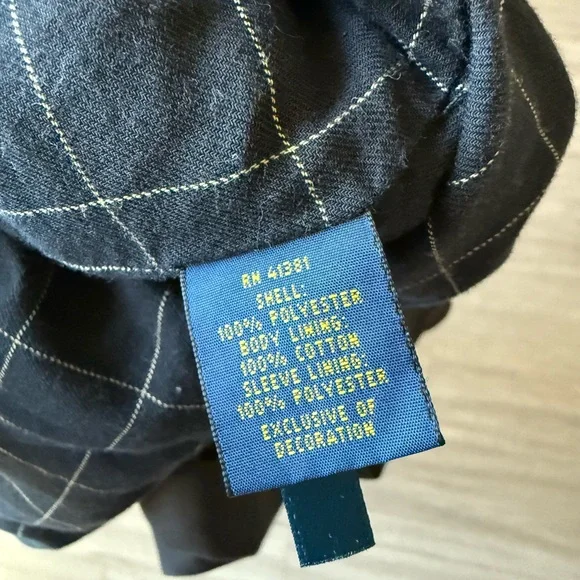 RN 41381
SHELL:
100% POLYESTER
BODY LINING:
100% COTTON
SLEEVE LINING:
100% POLYESTER
EXCLUSIVE OF
DECORATION